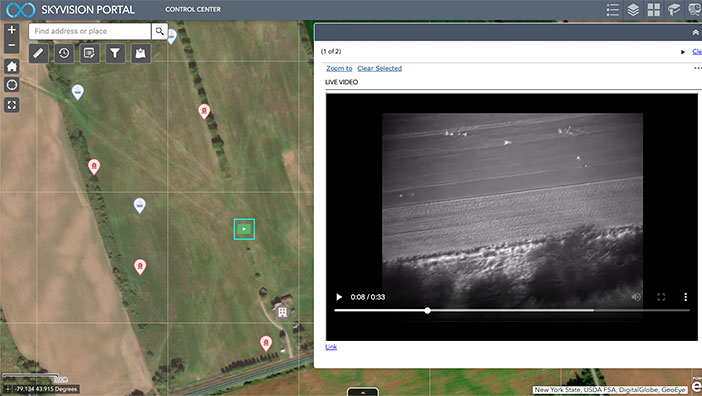 SKYVISION PORTAL
CONTROL CENTER
Find address or place
(1 of 2)
Zoom to Clear Selected
LIVE VIDEO
0:08 / 0:33
Link
-79.134 43.915 Degrees
New York State, USDA FSA, DigitalGlobe, GeoEye